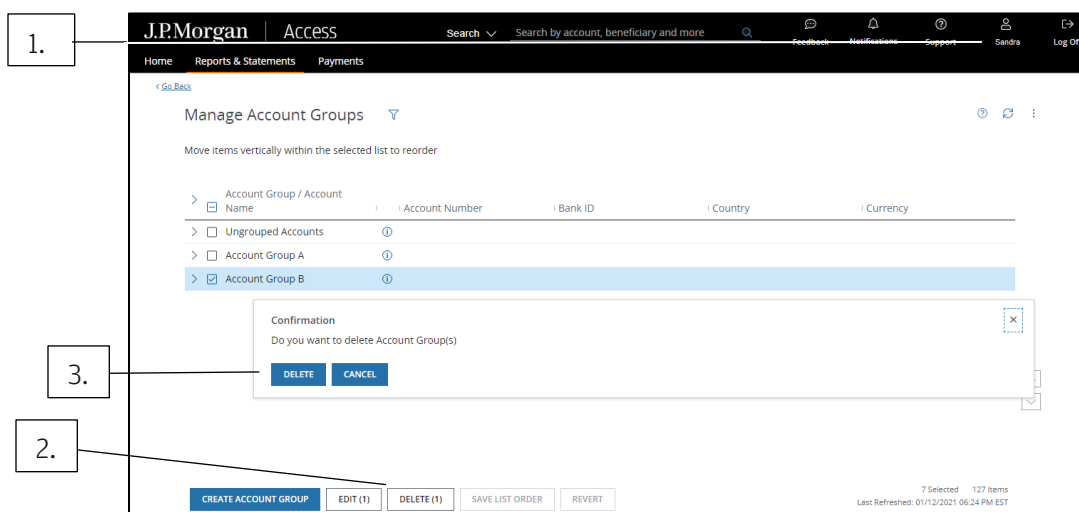 1.
J.P.Morgan | Access
Search Search by account, beneficiary and more
Feedback Notifications Support Sandra Log Of
Home Reports & Statements Payments
< Go Back
Manage Account Groups
Move items vertically within the selected list to reorder
Account Group / Account
Name Account Number Bank ID Country Currency
Ungrouped Accounts
Account Group A
Account Group B
Confirmation
Do you want to delete Account Group(s)
3.
DELETE CANCEL
2.
CREATE ACCOUNT GROUP EDIT (1) DELETE (1) SAVE LIST ORDER REVERT
7 Selected 127 Items
Last Refreshed: 01/12/2021 06:24 PM EST